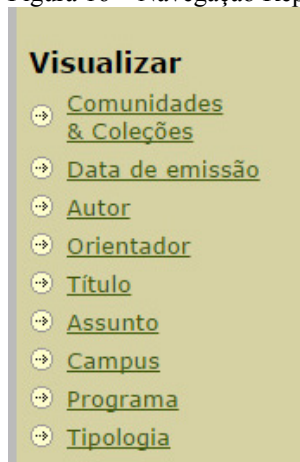 Visualizar
Comunidades
& Coleções
Data de emissão
Autor
Orientador
Título
Assunto
Campus
Programa
Tipologia